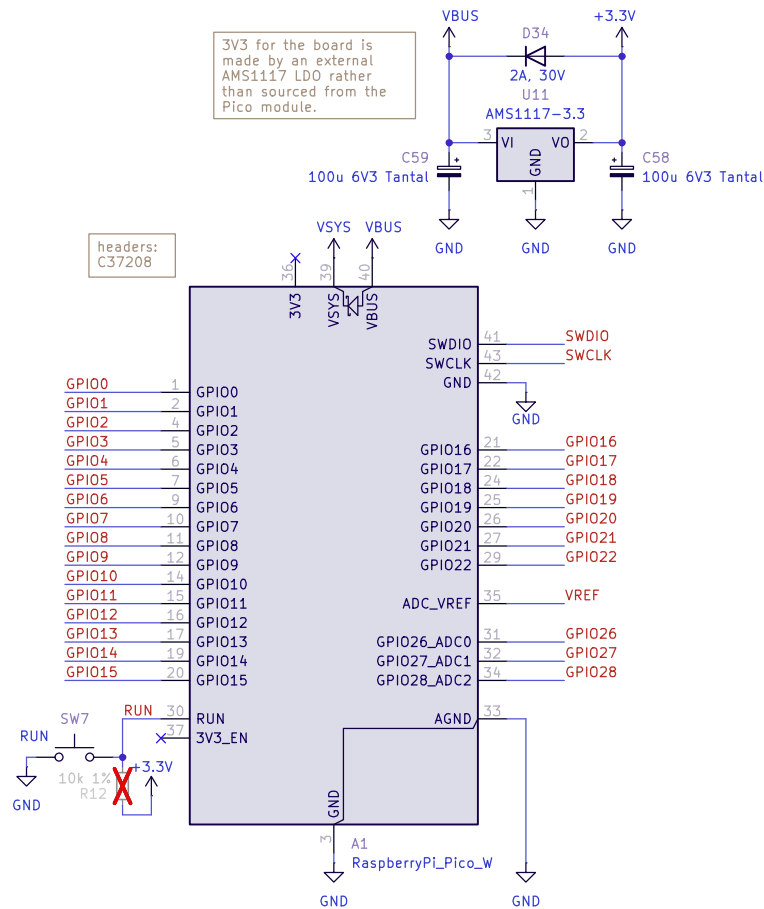 VBUS
+3.3V
D34
2A, 30V
3V3 for the board is
made by an external
AMS1117 LDO rather
than sourced from the
Pico module.
U11
AMS1117-3.3
3 VI VO 2
GND
1
C59
100u 6V3 Tantal
C58
100u 6V3 Tantal
GND
GND
GND
headers:
C37208
VSYS VBUS
36 39 40
3V3 VSYS VBUS
SWDIO 41 SWDIO
SWCLK 43 SWCLK
GND 42
GND
GPIO0 1 GPIO0
GPIO1 2 GPIO1
GPIO2 4 GPIO2
GPIO3 5 GPIO3
GPIO4 6 GPIO4
GPIO5 7 GPIO5
GPIO6 9 GPIO6
GPIO7 10 GPIO7
GPIO8 11 GPIO8
GPIO9 12 GPIO9
GPIO10 14 GPIO10
GPIO11 15 GPIO11
GPIO12 16 GPIO12
GPIO13 17 GPIO13
GPIO14 19 GPIO14
GPIO15 20 GPIO15
GPIO16 21 GPIO16
GPIO17 22 GPIO17
GPIO18 24 GPIO18
GPIO19 25 GPIO19
GPIO20 26 GPIO20
GPIO21 27 GPIO21
GPIO22 29 GPIO22
ADC_VREF 35 VREF
GPIO26_ADC0 31 GPIO26
GPIO27_ADC1 32 GPIO27
GPIO28_ADC2 34 GPIO28
RUN 30 RUN
37 3V3_EN
AGND 33
SW7
RUN
GND
10k 1%
R12
+3.3V
GND
3
A1
RaspberryPi_Pico_W
GND
GND